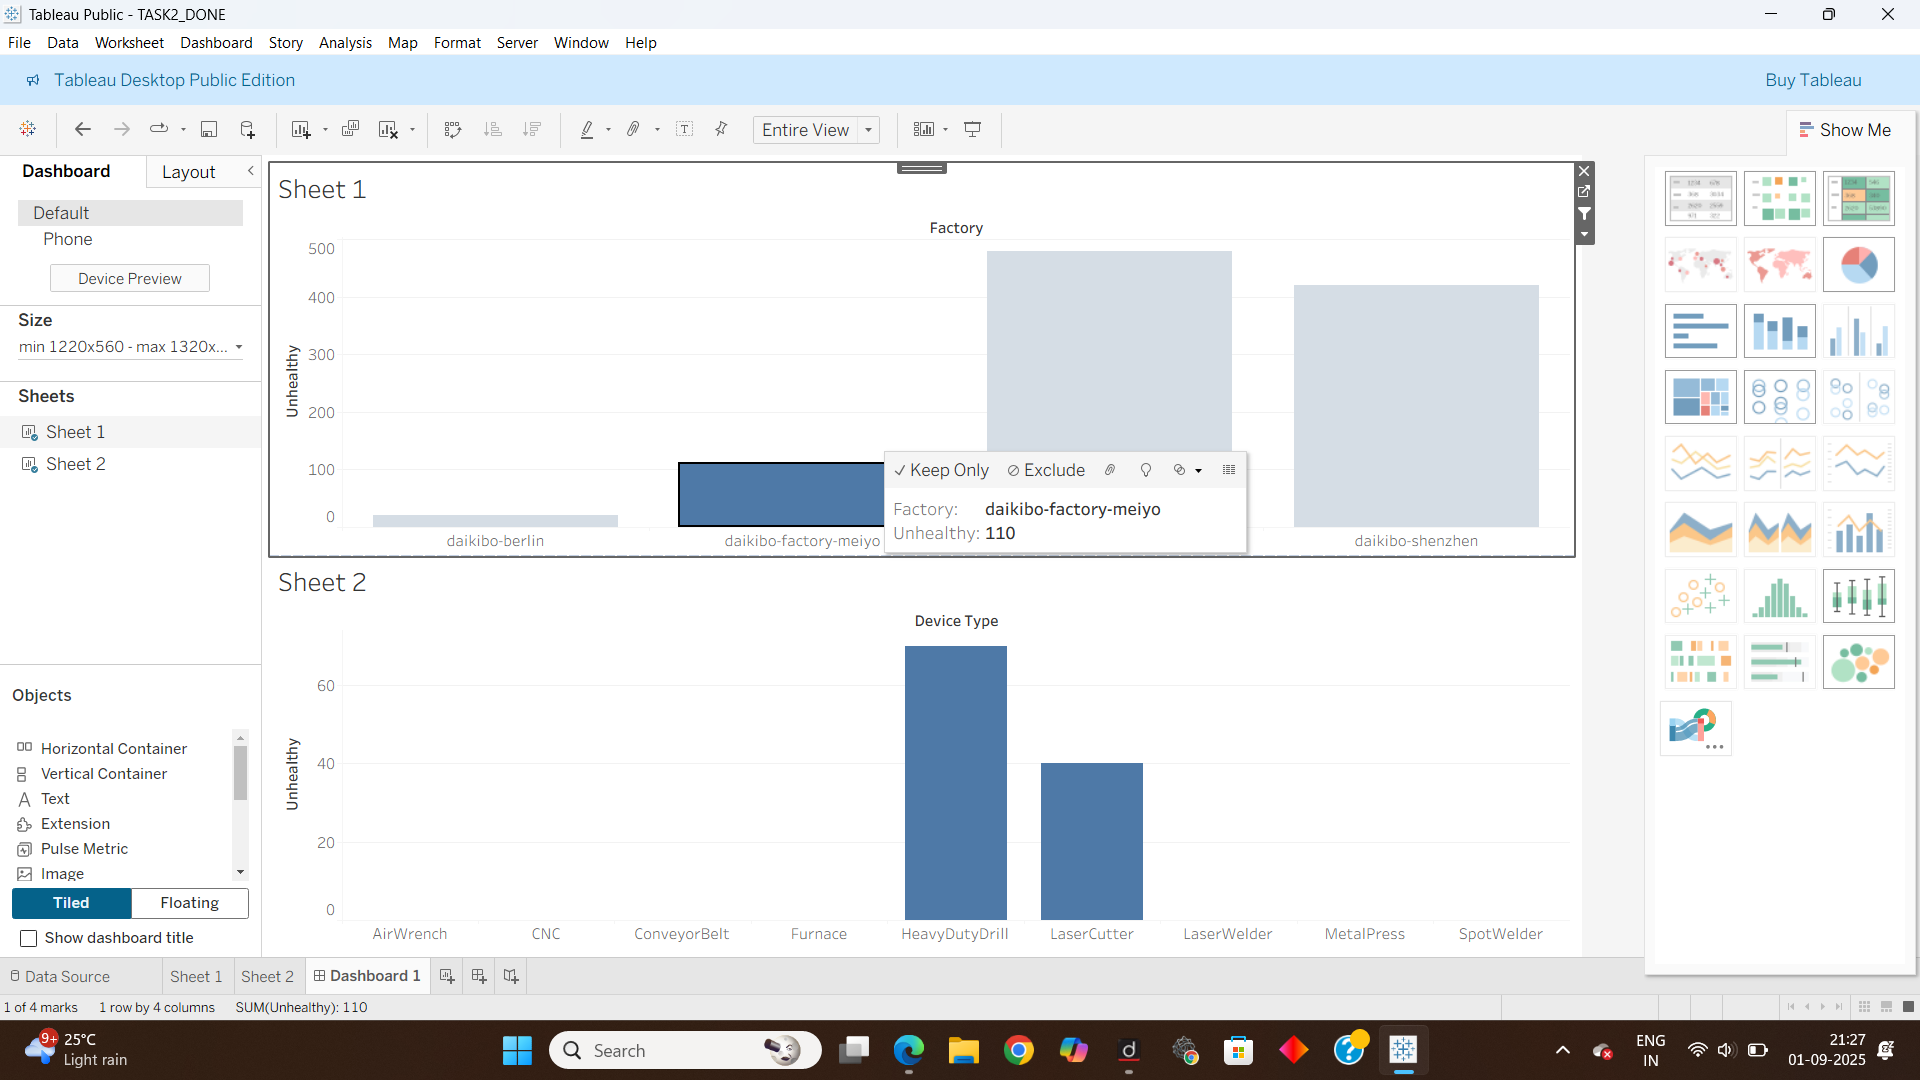 Tableau Public - TASK2_DONE
File Data Worksheet Dashboard Story Analysis Map Format Server Window Help
Tableau Desktop Public Edition
Buy Tableau
Entire View
Show Me
Dashboard
Layout
Default
Phone
Device Preview
Size
min 1220x560 - max 1320x...
Sheets
Sheet 1
Sheet 2
Objects
Horizontal Container
Vertical Container
Text
Extension
Pulse Metric
Image
Tiled
Floating
Show dashboard title
Sheet 1
Factory
Unhealthy
500
400
300
200
100
0
daikibo-berlin
daikibo-factory-meiyo
daikibo-shenzhen
Keep Only
Exclude
Factory: daikibo-factory-meiyo
Unhealthy: 110
Sheet 2
Device Type
Unhealthy
60
40
20
0
AirWrench CNC ConveyorBelt Furnace HeavyDutyDrill LaserCutter LaserWelder MetalPress SpotWelder
Data Source
Sheet 1
Sheet 2
Dashboard 1
1 of 4 marks 1 row by 4 columns SUM(Unhealthy): 110
9+
25°C
Light rain
Search
ENG
IN
21:27
01-09-2025